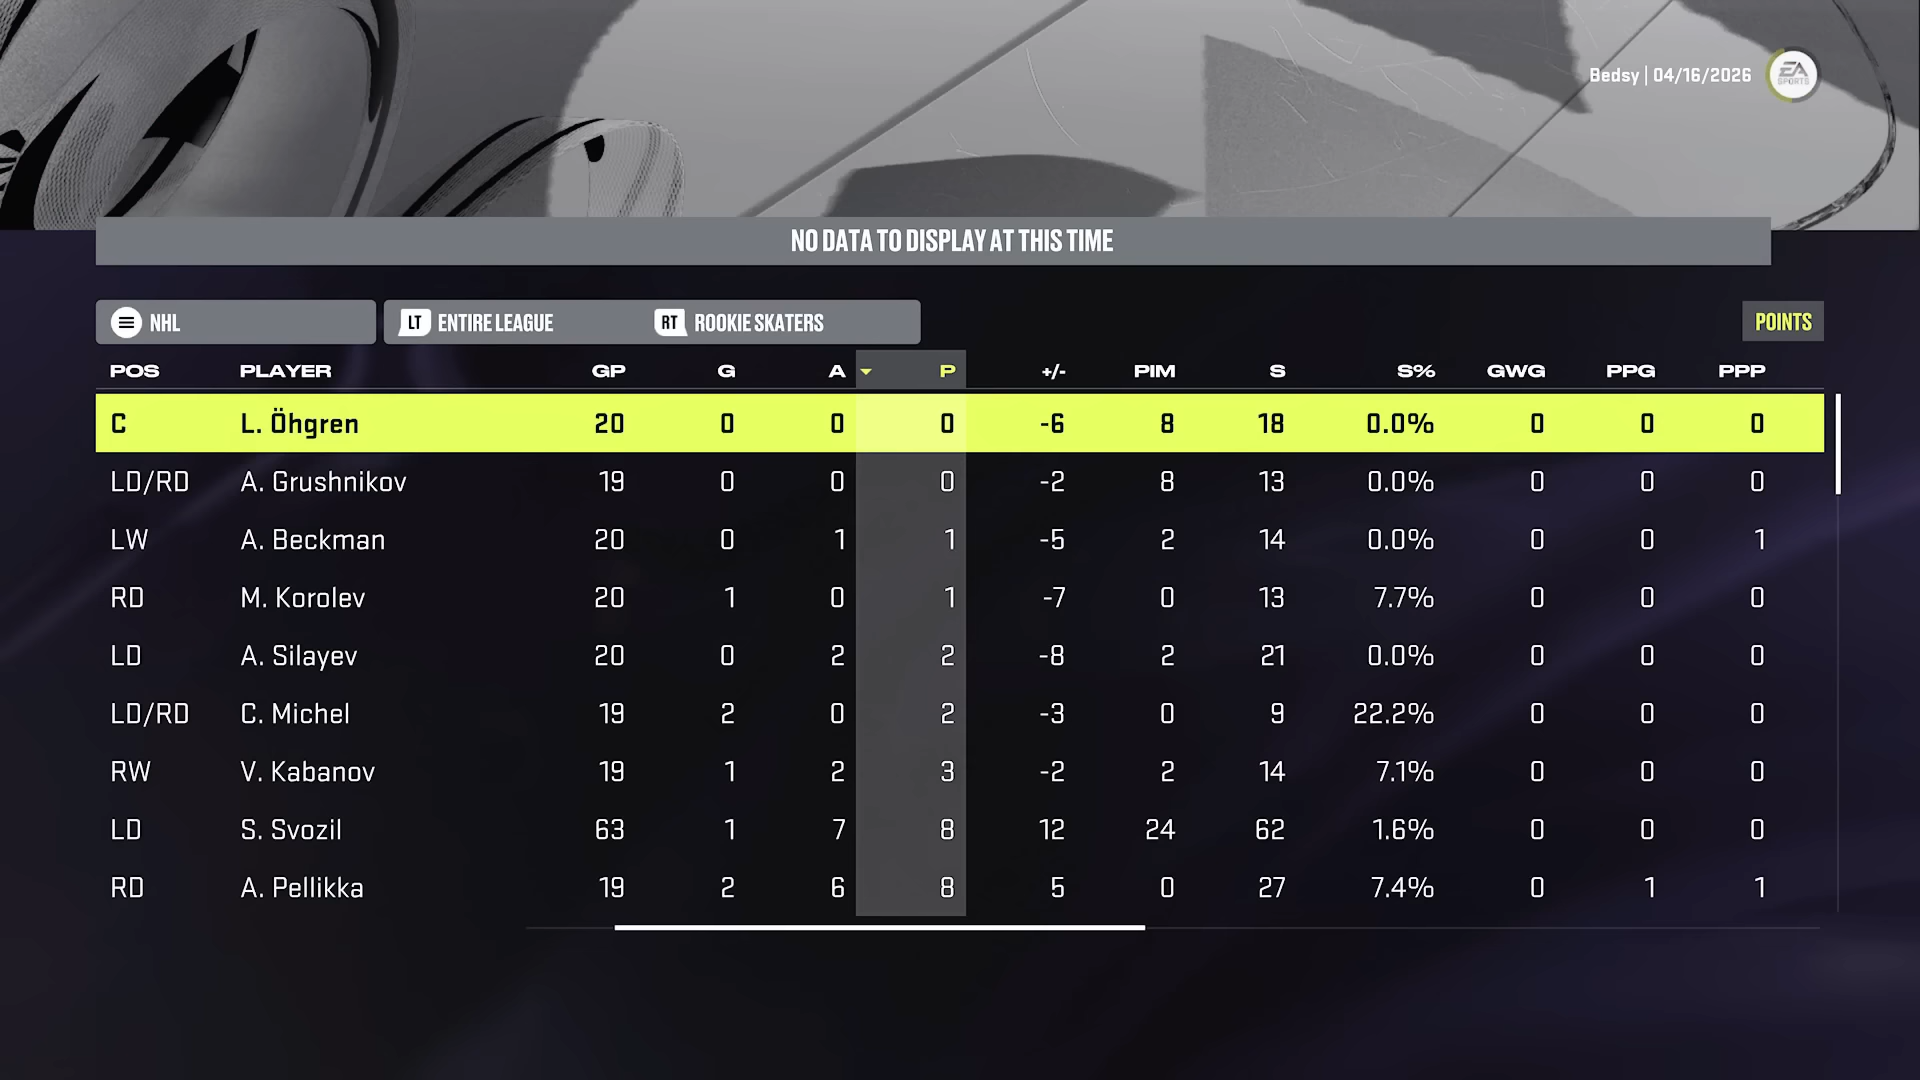 Bedsy | 04/16/2026
EA SPORTS
NO DATA TO DISPLAY AT THIS TIME
NHL LT ENTIRE LEAGUE RT ROOKIE SKATERS POINTS
POS PLAYER GP G A P +/- PIM S S% GWG PPG PPP
C L. Öhgren 20 0 0 0 -6 8 18 0.0% 0 0 0
LD/RD A. Grushnikov 19 0 0 0 -2 8 13 0.0% 0 0 0
LW A. Beckman 20 0 1 1 -5 2 14 0.0% 0 0 1
RD M. Korolev 20 1 0 1 -7 0 13 7.7% 0 0 0
LD A. Silayev 20 0 2 2 -8 2 21 0.0% 0 0 0
LD/RD C. Michel 19 2 0 2 -3 0 9 22.2% 0 0 0
RW V. Kabanov 19 1 2 3 -2 2 14 7.1% 0 0 0
LD S. Svozil 63 1 7 8 12 24 62 1.6% 0 0 0
RD A. Pellikka 19 2 6 8 5 0 27 7.4% 0 1 1